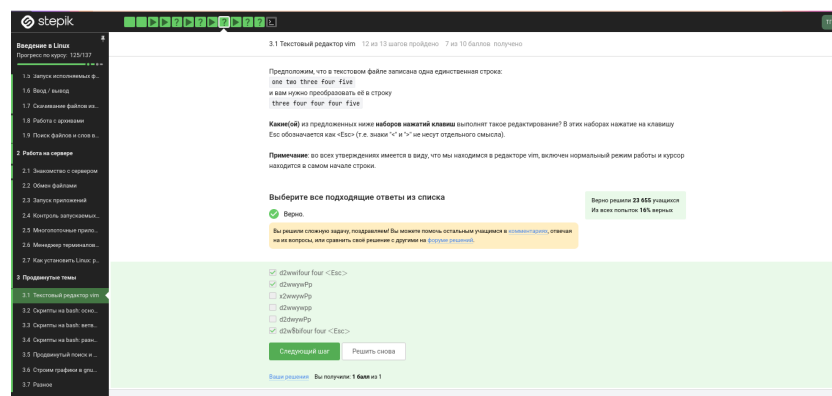 stepik
Введение в Linux
Прогресс по курсу: 125/137
3.1 Текстовый редактор vim 12 из 13 шагов пройдено 7 из 10 баллов получено
1.5 Запуск исполняемых ф...
1.6 Ввод / вывод
1.7 Скачивание файлов из...
1.8 Работа с архивами
1.9 Поиск файлов и слов в...
2 Работа на сервере
2.1 Знакомство с сервером
2.2 Обмен файлами
2.3 Запуск приложений
2.4 Контроль запускаемых...
2.5 Многопоточные прило...
2.6 Менеджер терминалов...
2.7 Как установить Linux: р...
3 Продвинутые темы
3.1 Текстовый редактор vim
3.2 Скрипты на bash: осно...
3.3 Скрипты на bash: ветв...
3.4 Скрипты на bash: разн...
3.5 Продвинутый поиск и ...
3.6 Строим графики в gnu...
3.7 Разное
Предположим, что в текстовом файле записана одна единственная строка:
one two three four five
и вам нужно преобразовать её в строку
three four four four five
Какие(ой) из предложенных ниже наборов нажатий клавиш выполнят такое редактирование? В этих наборах нажатие на клавишу
Esc обозначается как <Esc> (т.е. знаки "<" и ">" не несут отдельного смысла).
Примечание: во всех утверждениях имеется в виду, что мы находимся в редакторе vim, включен нормальный режим работы и курсор
находится в самом начале строки.
Выберите все подходящие ответы из списка
Верно.
Верно решили 23 655 учащихся
Из всех попыток 16% верных
Вы решили сложную задачу, поздравляем! Вы можете помочь остальным учащимся в комментариях, отвечая
на их вопросы, или сравнить своё решение с другими на форуме решений.
d2wwifour four <Esc>
d2wwywPp
x2wwywPp
d2wwywpp
d2dwywPp
d2w$bifour four <Esc>
Следующий шаг Решить снова
Ваши решения Вы получили: 1 балл из 1